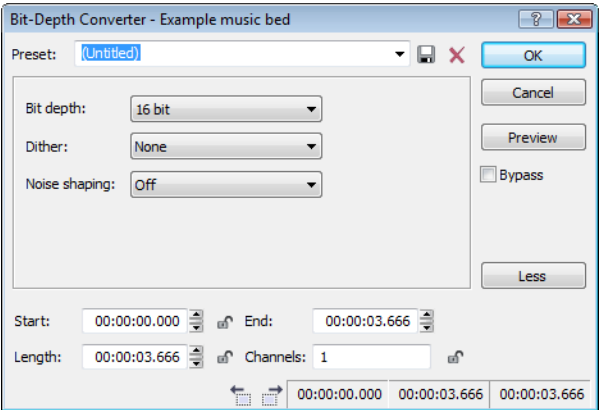 Bit-Depth Converter - Example music bed
Preset: (Untitled)
OK
Cancel
Preview
Bypass
Less
Bit depth: 16 bit
Dither: None
Noise shaping: Off
Start: 00:00:00.000 End: 00:00:03.666
Length: 00:00:03.666 Channels: 1
00:00:00.000 00:00:03.666 00:00:03.666